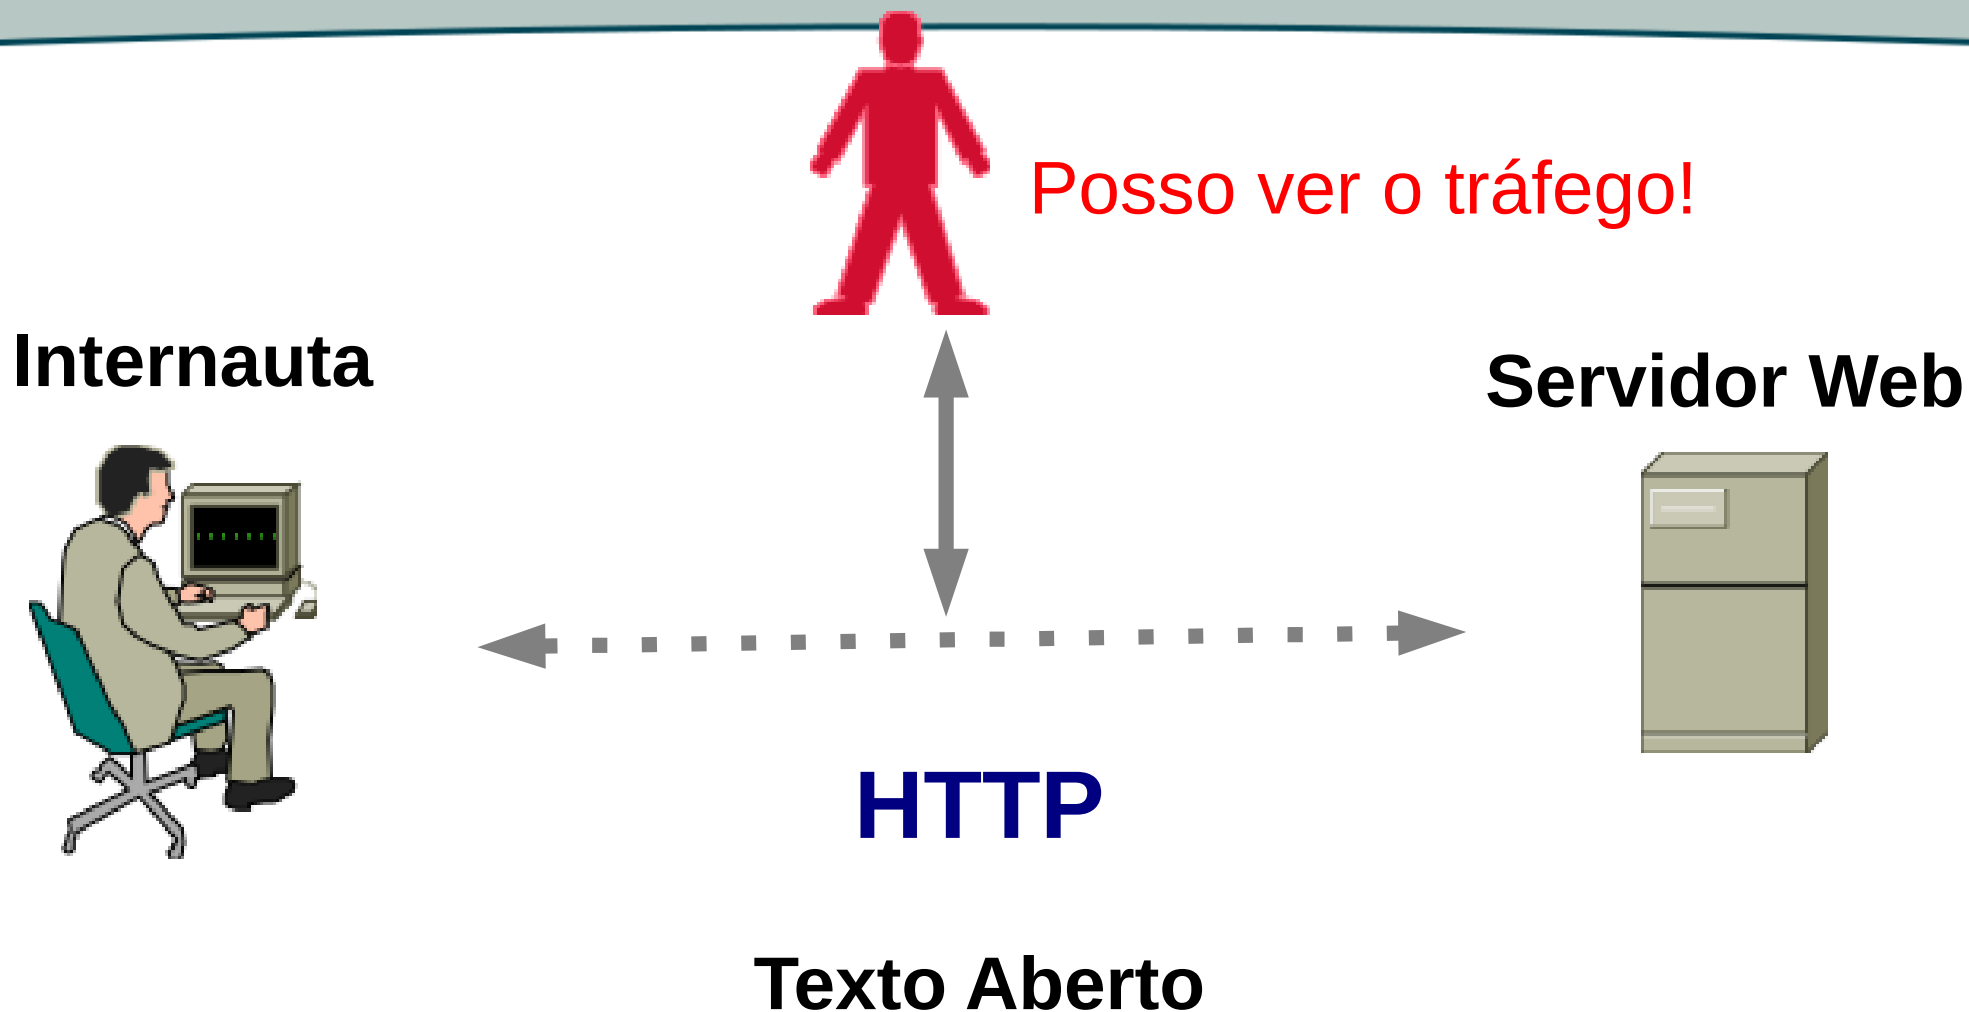 Posso ver o tráfego!
Internauta
Servidor Web
HTTP
Texto Aberto